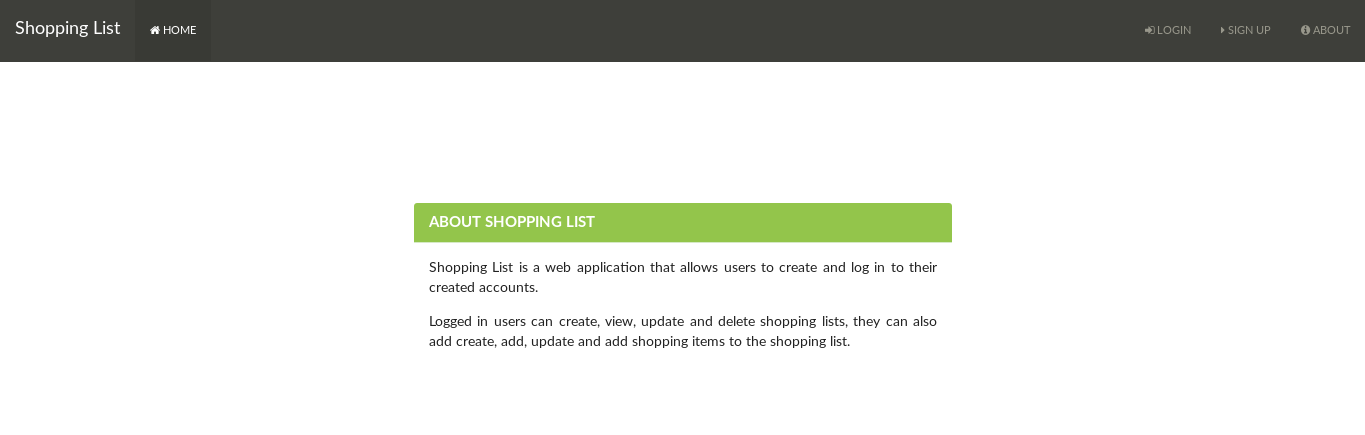 Shopping List HOME LOGIN SIGN UP ABOUT
ABOUT SHOPPING LIST
Shopping List is a web application that allows users to create and log in to their
created accounts.
Logged in users can create, view, update and delete shopping lists, they can also
add create, add, update and add shopping items to the shopping list.